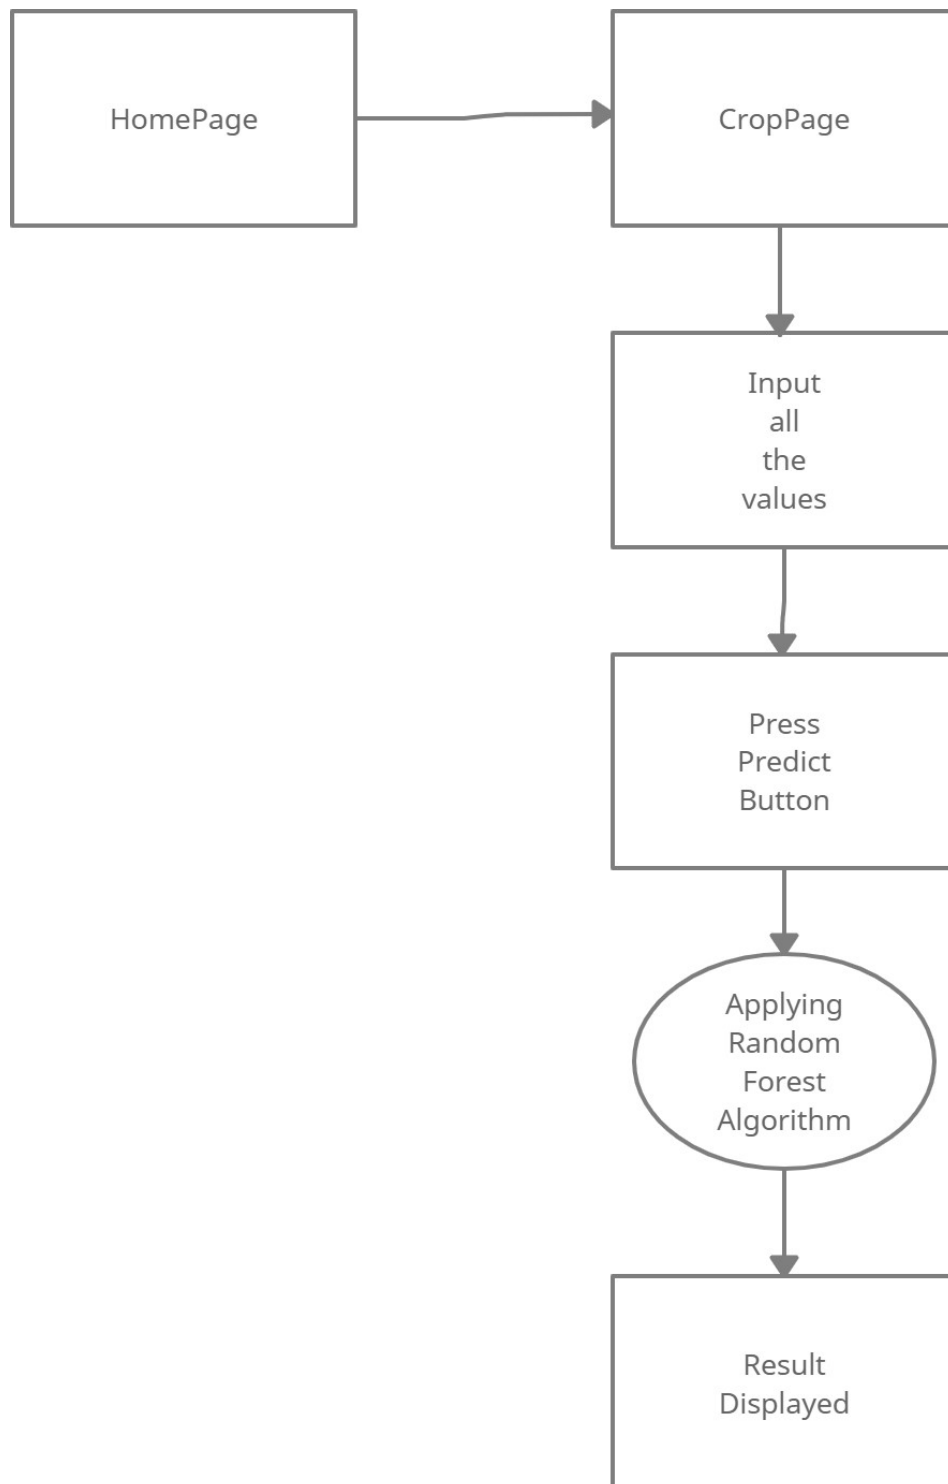 HomePage
CropPage
Input
all
the
values
Press
Predict
Button
Applying
Random
Forest
Algorithm
Result
Displayed